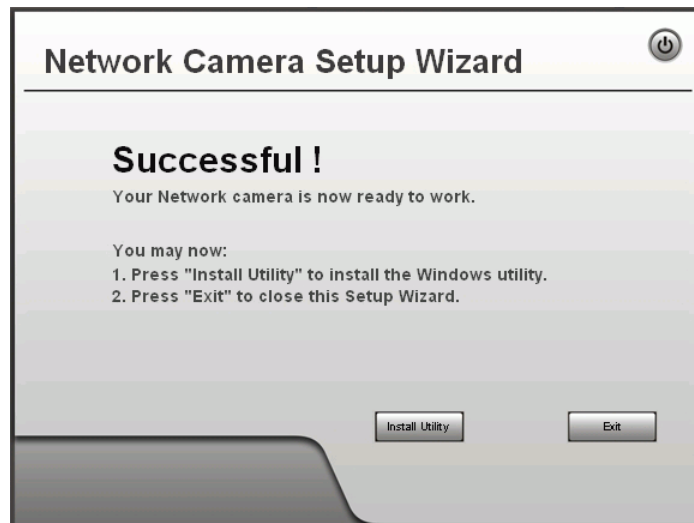 Network Camera Setup Wizard
Successful !
Your Network camera is now ready to work.
You may now:
1. Press "Install Utility" to install the Windows utility.
2. Press "Exit" to close this Setup Wizard.
Install Utility
Exit